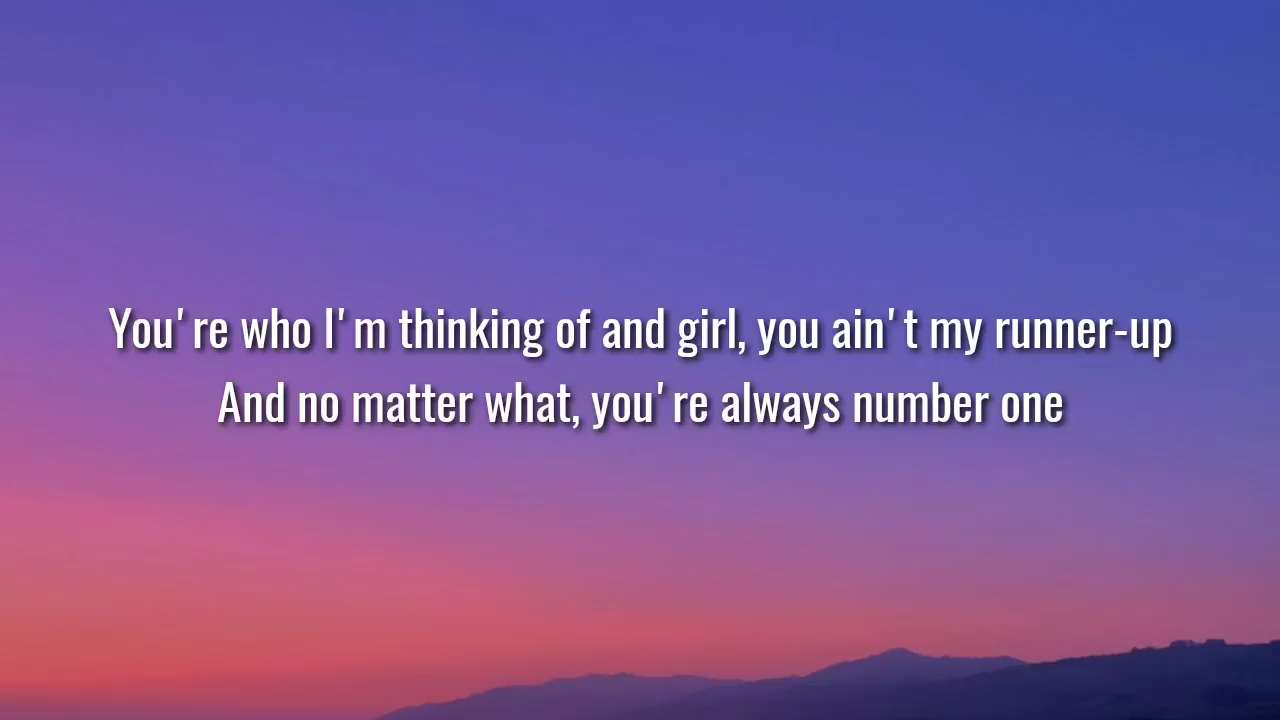 You're who I'm thinking of and girl, you ain't my runner-up
And no matter what, you're always number one